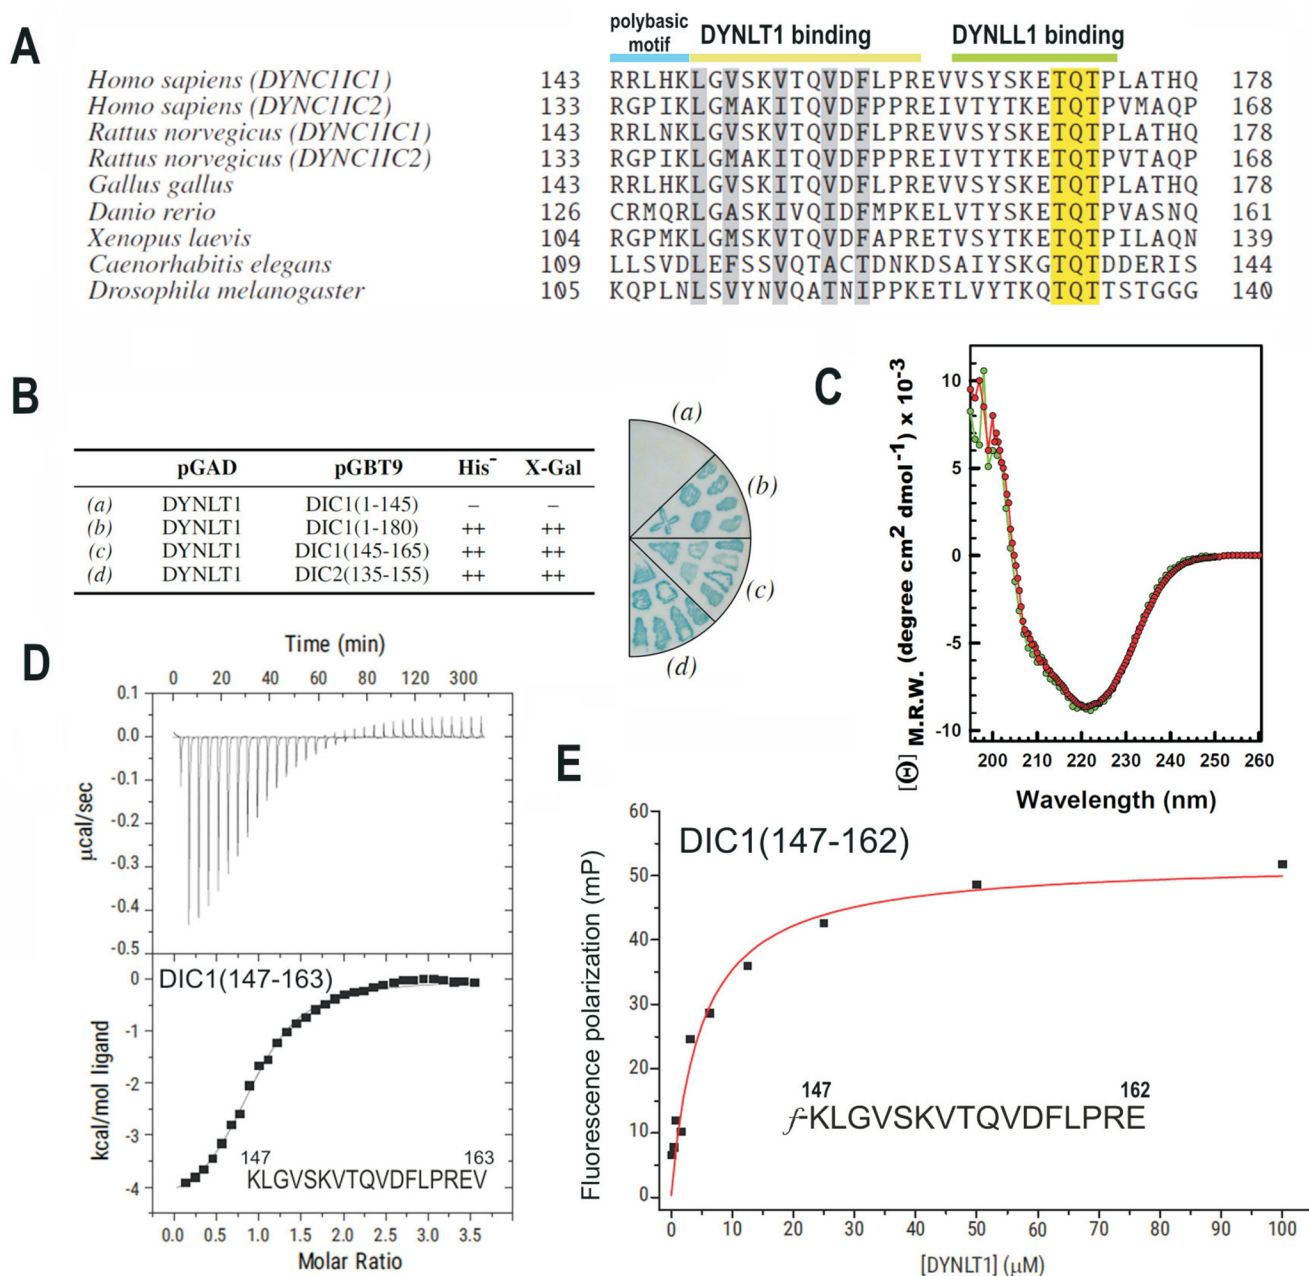 A
polybasic motif
DYNLT1 binding
DYNLL1 binding
Homo sapiens (DYNC1IC1) 143 RRLHKLGVSKVTQVDFLPREVVSYSKETQTPLATHQ 178
Homo sapiens (DYNC1IC2) 133 RGPIKLGMAKITQVDFPPREIVTYTKETQTPVMAQP 168
Rattus norvegicus (DYNC1IC1) 143 RRLNKLGVSKVTQVDFLPREVVSYSKETQTPLATHQ 178
Rattus norvegicus (DYNC1IC2) 133 RGPIKLGMAKITQVDFPPREIVTYTKETQTPVTAQP 168
Gallus gallus 143 RRLHKLGVSKITQVDFLPREVVSYSKETQTPLATHQ 178
Danio rerio 126 CRMQRLGASKIVQIDFMPKELVTYSKETQTPVASNQ 161
Xenopus laevis 104 RGPMKLGMSKVTQVDFAPRETVSYTKETQTPILAQN 139
Caenorhabitis elegans 109 LLSVDLEFSSVQTACTDNKDSAIYSKGTQTDDERIS 144
Drosophila melanogaster 105 KQPLNLSVYNVQATNIPPKETLVYTKQTQTTSTGGG 140
B
pGAD pGBT9 His⁻ X-Gal
(a) DYNLT1 DIC1(1-145) – –
(b) DYNLT1 DIC1(1-180) ++ ++
(c) DYNLT1 DIC1(145-165) ++ ++
(d) DYNLT1 DIC2(135-155) ++ ++
(a)
(b)
(c)
(d)
C
[Θ] M.R.W. (degree cm² dmol⁻¹) x 10⁻³
10
5
0
-5
-10
200 210 220 230 240 250 260
Wavelength (nm)
D
Time (min)
0 20 40 60 80 120 300
0.1
0.0
-0.1
-0.2
-0.3
-0.4
-0.5
µcal/sec
DIC1(147-163)
0
-1
-2
-3
-4
kcal/mol ligand
147 163
KLGVSKVTQVDFLPREV
0.0 0.5 1.0 1.5 2.0 2.5 3.0 3.5
Molar Ratio
E
DIC1(147-162)
Fluorescence polarization (mP)
60
50
40
30
20
10
0
147 162
f-KLGVSKVTQVDFLPRE
0 10 20 30 40 50 60 70 80 90 100
[DYNLT1] (µM)